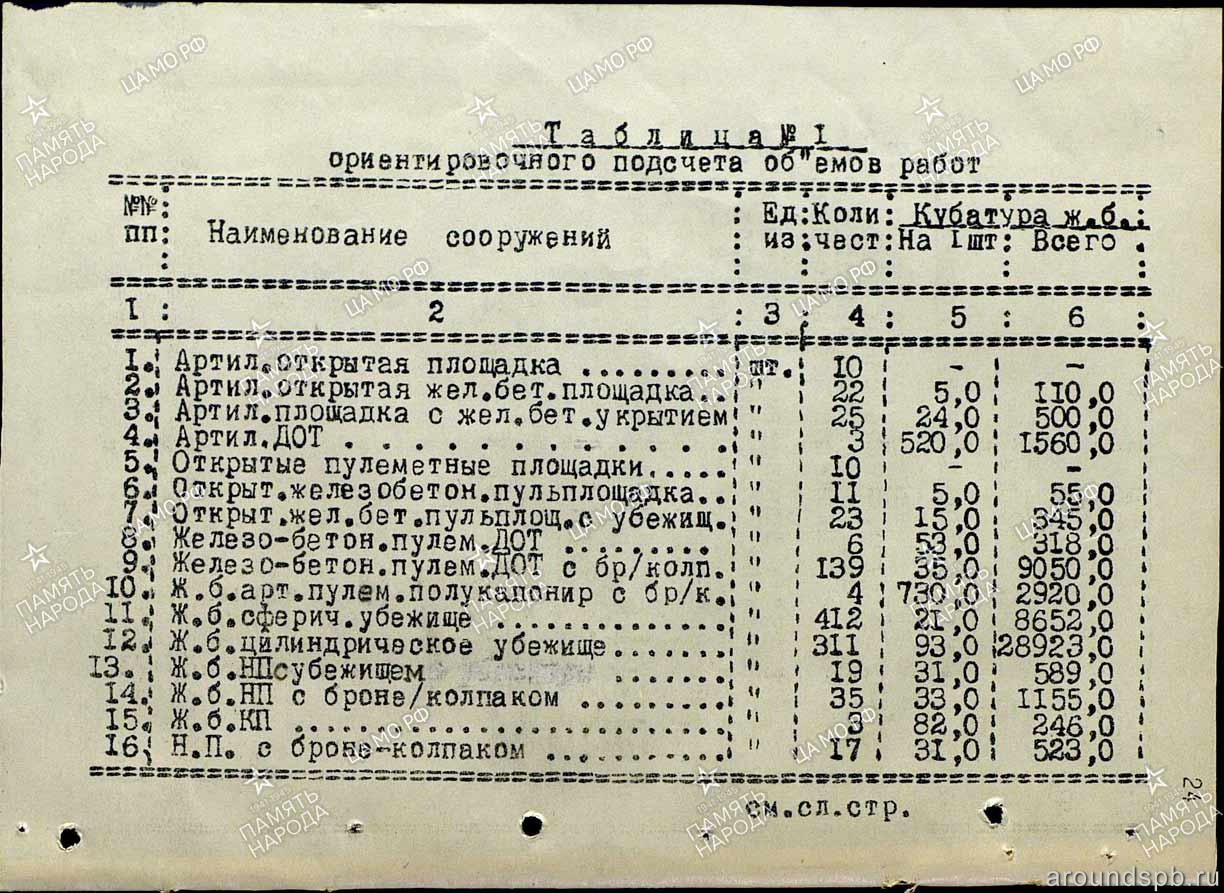 Таблица № I
ориентировочного подсчета об"емов работ
№№ : : Ед : Коли : Кубатура ж.б. :
пп : Наименование сооружений : из : чест : На Iшт : Всего .
I : 2 : 3 : 4 : 5 : 6 :
1. Артил.открытая площадка ......... шт. 10 - -
2. Артил.открытая жел.бет.площадка.. " 22 5,0 110,0
3. Артил.площадка с жел.бет.укрытием " 25 24,0 500,0
4. Артил.ДОТ . . . . . . . . . . " 3 520,0 1560,0
5. Открытые пулеметные площадки..... " 10 - -
6. Открыт.железобетон.пульплощадка.. " 11 5,0 55,0
7. Открыт.жел.бет.пульплощ.с убежищ. " 23 15,0 345,0
8. Железо-бетон.пулем.ДОТ ......... " 6 53,0 318,0
9. Железо-бетон.пулем.ДОТ с бр/колп. " 139 35,0 9050,0
10. Ж.б.арт.пулем.полукапонир с бр/к. " 4 730,0 2920,0
11. Ж.б.сферич.убежище .............. " 412 21,0 8652,0
12. Ж.б.цилиндрическое убежище....... " 311 93,0 28923,0
13. Ж.б.НПсубежищем ....... " 19 31,0 589,0
14. Ж.б.НП с броне/колпаком ......... " 35 33,0 1155,0
15. Ж.б.КП .......................... " 3 82,0 246,0
16. Н.П. с броне-колпаком ........... " 17 31,0 523,0
см.сл.стр.
24
ЦАМО РФ
ПАМЯТЬ НАРОДА
1941-1945
aroundspb.ru